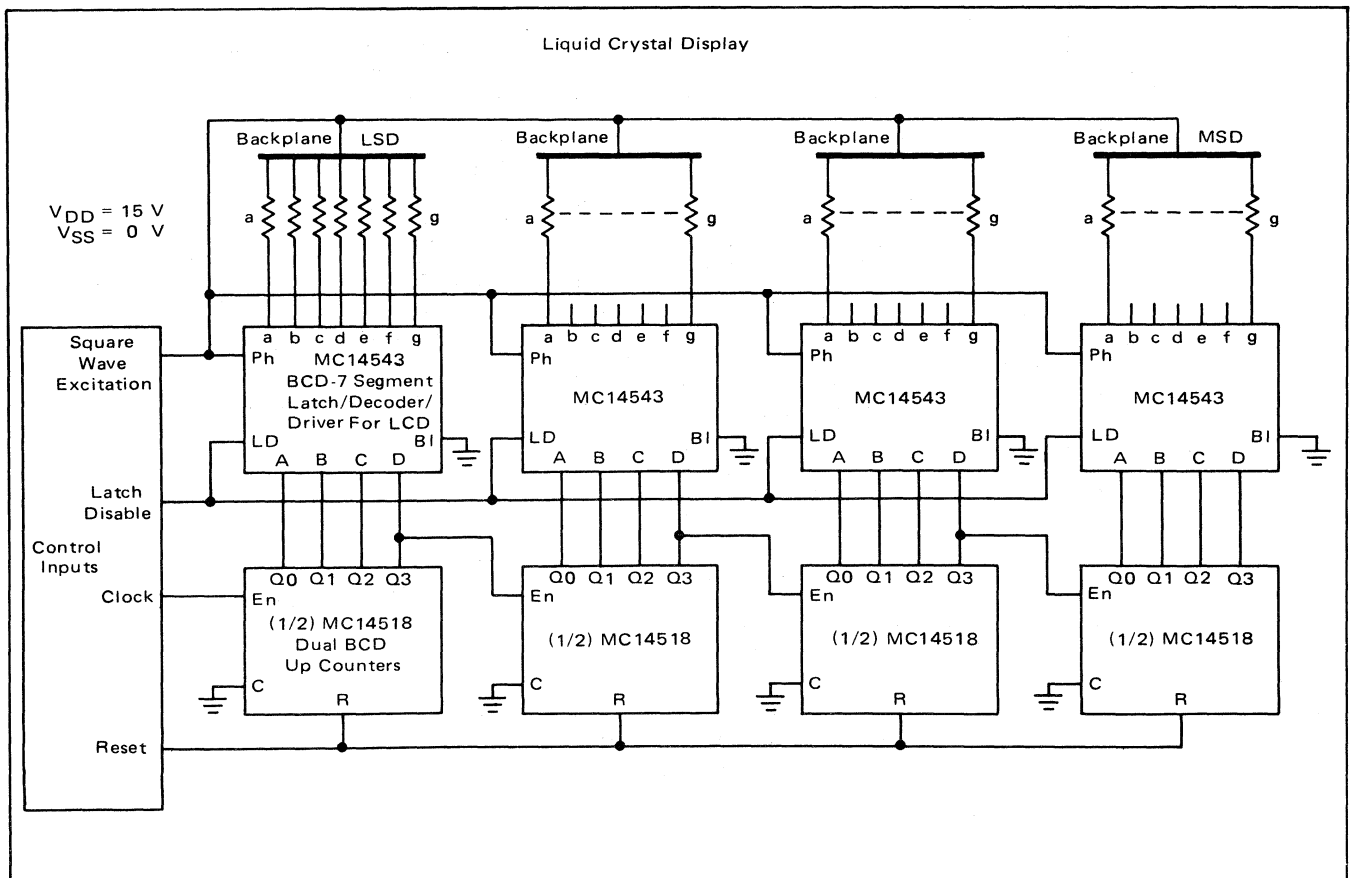 Liquid Crystal Display
Backplane LSD
Backplane
Backplane
Backplane MSD
VDD = 15 V
VSS = 0 V
a g
a g
a g
a g
Square
Wave
Excitation
Latch
Disable
Control
Inputs
Clock
Reset
a b c d e f g
Ph
MC14543
BCD-7 Segment
Latch/Decoder/
Driver For LCD
LD
BI
A B C D
a b c d e f g
Ph
MC14543
LD
BI
A B C D
a b c d e f g
Ph
MC14543
LD
BI
A B C D
a b c d e f g
Ph
MC14543
LD
BI
A B C D
Q0 Q1 Q2 Q3
En
(1/2) MC14518
Dual BCD
Up Counters
C
R
Q0 Q1 Q2 Q3
En
(1/2) MC14518
C
R
Q0 Q1 Q2 Q3
En
(1/2) MC14518
C
R
Q0 Q1 Q2 Q3
En
(1/2) MC14518
C
R